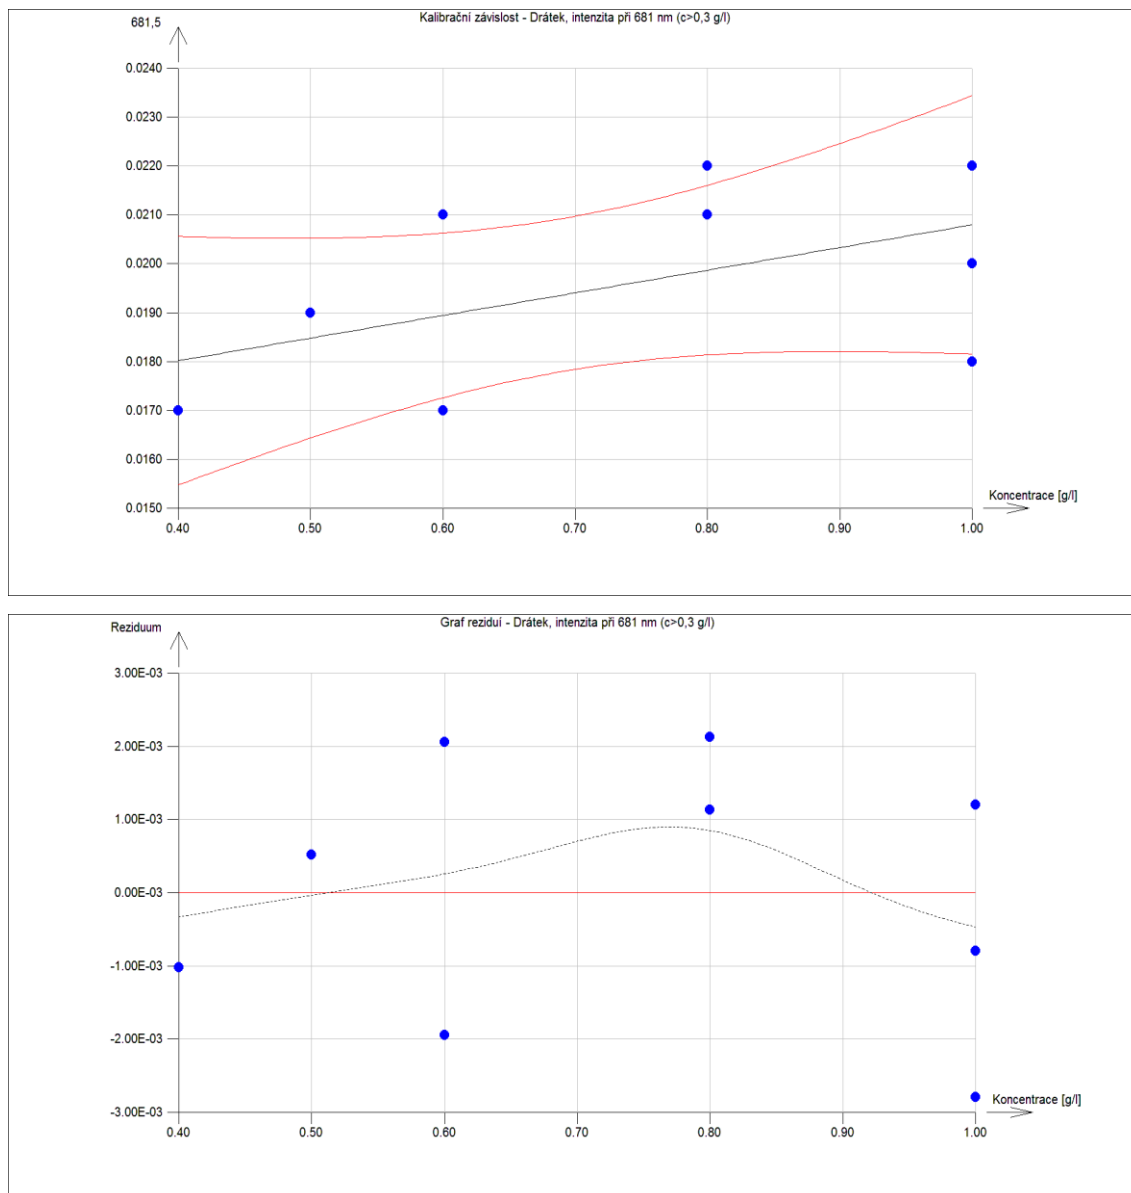 Kalibrační závislost - Drátek, intenzita při 681 nm (c>0,3 g/l)
681,5
0.0240
0.0230
0.0220
0.0210
0.0200
0.0190
0.0180
0.0170
0.0160
0.0150
Koncentrace [g/l]
0.40 0.50 0.60 0.70 0.80 0.90 1.00
Graf reziduí - Drátek, intenzita při 681 nm (c>0,3 g/l)
Reziduum
3.00E-03
2.00E-03
1.00E-03
0.00E-03
-1.00E-03
-2.00E-03
-3.00E-03
Koncentrace [g/l]
0.40 0.50 0.60 0.70 0.80 0.90 1.00